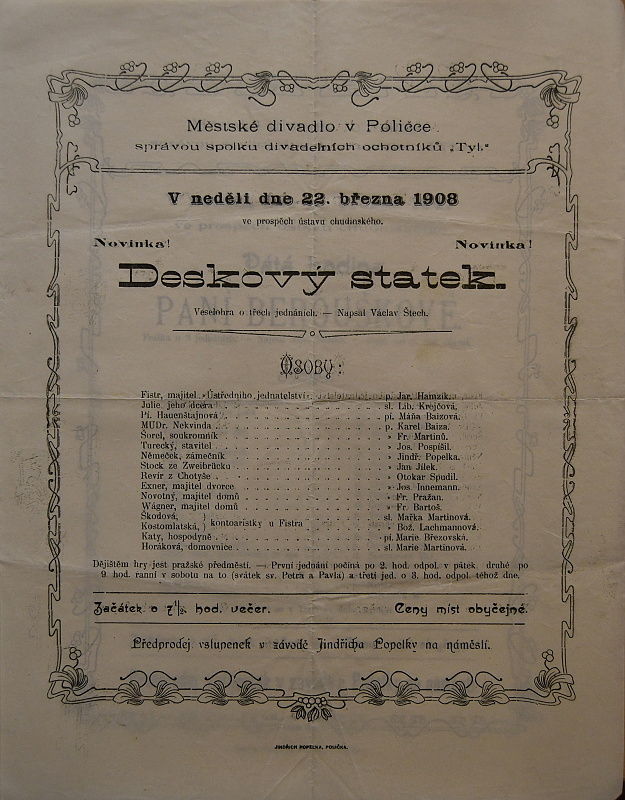 Městské divadlo v Poličce
správou spolku divadelních ochotníků „Tyl.“
V neděli dne 22. března 1908
ve prospěch ústavu chudinského.
Novinka! Novinka!
Deskový statek.
Veselohra o třech jednáních. — Napsal Václav Štech.
Osoby:
Fistr, majitel »Ústředního jednatelství« p. Jar. Hamzík.
Julie jeho dcera sl. Lib. Krejčová.
Pí. Hauenštajnová pí. Máňa Baizová.
MUDr. Nekvinda p. Karel Baiza.
Šorel, soukromník » Fr. Martinů.
Turecký, stavitel » Jos. Pospíšil.
Němeček, zámečník » Jindř. Popelka.
Stock ze Zweibrücku » Jan Jílek.
Revír z Chotyše » Otokar Spudil.
Exner, majitel dvorce » Jos. Innemann.
Novotný, majitel domů » Fr. Pražan.
Wágner, majitel domů » Fr. Bartoš.
Škodová, } kontoaristky u Fistra sl. Mařka Martinová.
Kostomlatská, } » Bož. Lachmannová.
Katy, hospodyně pí. Marie Březovská.
Horáková, domovnice sl. Marie Martinová.
Dějištěm hry jest pražské předměstí. — První jednání počíná po 2. hod. odpol. v pátek, druhé po
9 hod. ranní v sobotu na to (svátek sv. Petra a Pavla) a třetí jed. o 3. hod. odpol. téhož dne.
Začátek o 7½ hod. večer. Ceny míst obyčejné.
Předprodej vstupenek v závodě Jindřicha Popelky na náměstí.
JINDŘICH POPELKA, POLIČKA.